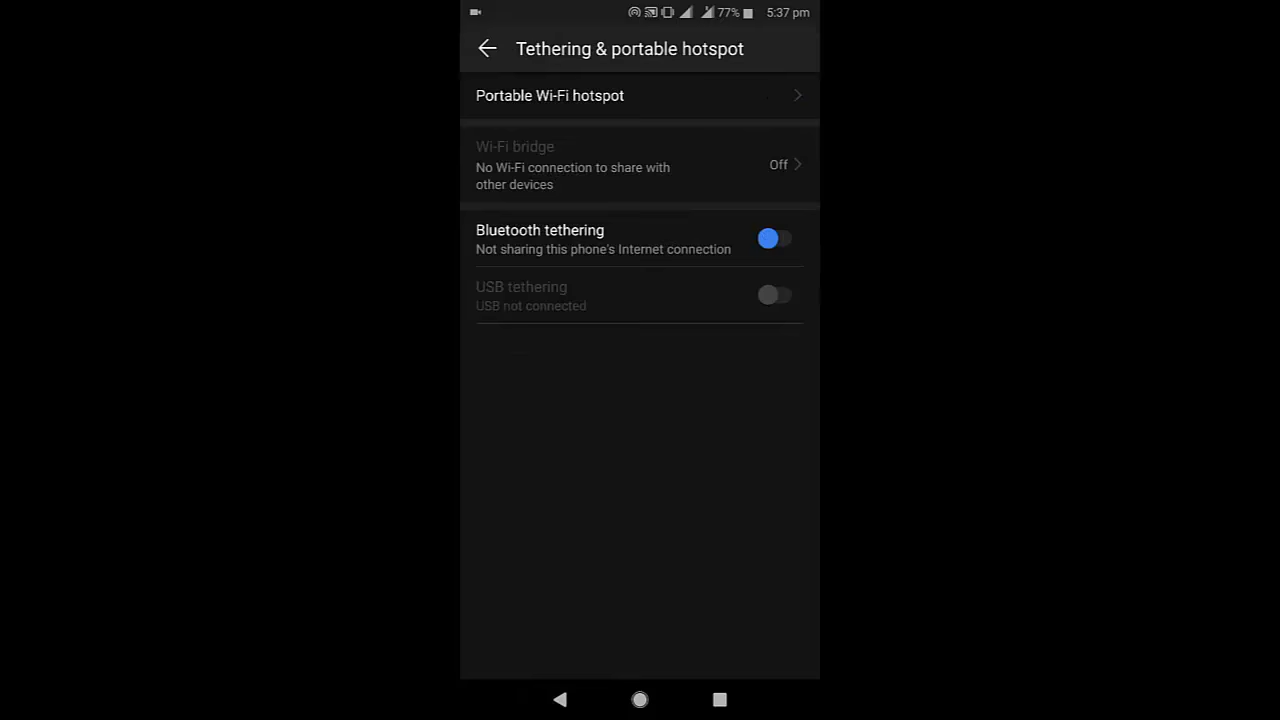 77% 5:37 pm
Tethering & portable hotspot
Portable Wi-Fi hotspot
Wi-Fi bridge
No Wi-Fi connection to share with
other devices
Off
Bluetooth tethering
Not sharing this phone's Internet connection
USB tethering
USB not connected